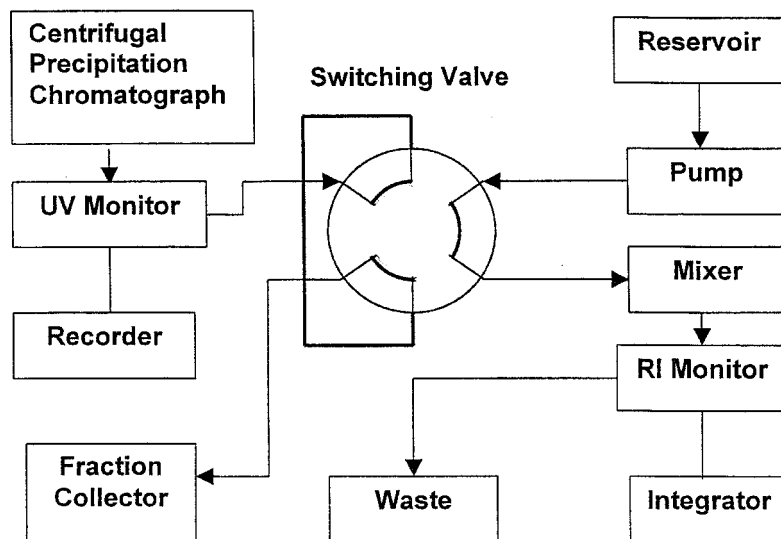 Centrifugal
Precipitation
Chromatograph
Switching Valve
Reservoir
UV Monitor
Pump
Mixer
Recorder
RI Monitor
Fraction
Collector
Waste
Integrator